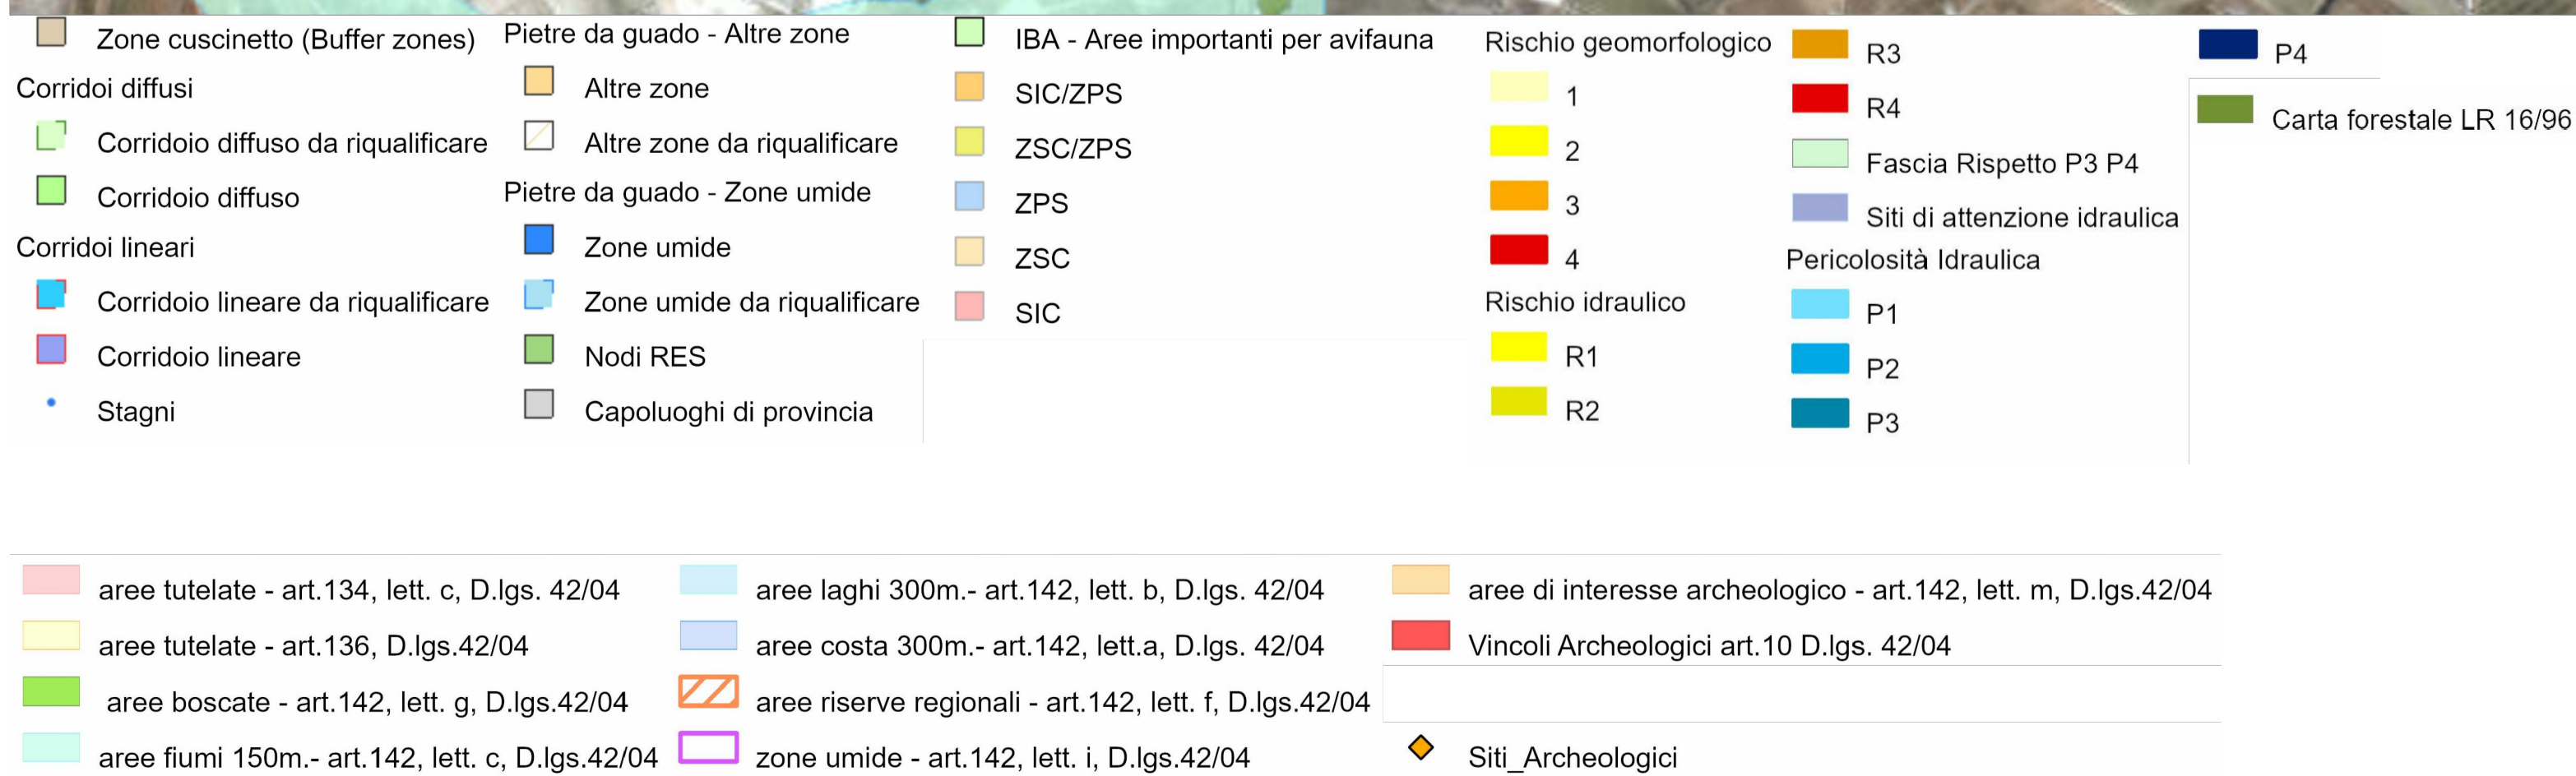 Zone cuscinetto (Buffer zones)
Corridoi diffusi
Corridoio diffuso da riqualificare
Corridoio diffuso
Corridoi lineari
Corridoio lineare da riqualificare
Corridoio lineare
Stagni
Pietre da guado - Altre zone
Altre zone
Altre zone da riqualificare
Pietre da guado - Zone umide
Zone umide
Zone umide da riqualificare
Nodi RES
Capoluoghi di provincia
IBA - Aree importanti per avifauna
SIC/ZPS
ZSC/ZPS
ZPS
ZSC
SIC
Rischio geomorfologico
1
2
3
4
Rischio idraulico
R1
R2
R3
R4
Fascia Rispetto P3 P4
Siti di attenzione idraulica
Pericolosità Idraulica
P1
P2
P3
P4
Carta forestale LR 16/96
aree tutelate - art.134, lett. c, D.lgs. 42/04
aree tutelate - art.136, D.lgs.42/04
aree boscate - art.142, lett. g, D.lgs.42/04
aree fiumi 150m.- art.142, lett. c, D.lgs.42/04
aree laghi 300m.- art.142, lett. b, D.lgs. 42/04
aree costa 300m.- art.142, lett.a, D.lgs. 42/04
aree riserve regionali - art.142, lett. f, D.lgs.42/04
zone umide - art.142, lett. i, D.lgs.42/04
aree di interesse archeologico - art.142, lett. m, D.lgs.42/04
Vincoli Archeologici art.10 D.lgs. 42/04
Siti_Archeologici